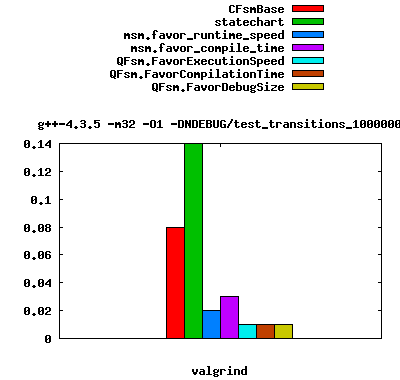 CFsmBase
statechart
msm.favor_runtime_speed
msm.favor_compile_time
QFsm.FavorExecutionSpeed
QFsm.FavorCompilationTime
QFsm.FavorDebugSize
g++-4.3.5 -m32 -O1 -DNDEBUG/test_transitions_1000000
0.14
0.12
0.1
0.08
0.06
0.04
0.02
0
valgrind